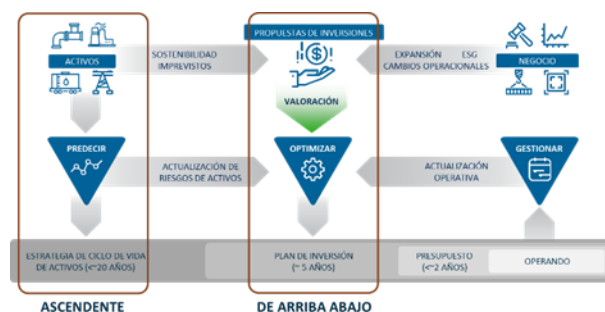 PROPUESTAS DE INVERSIONES
ACTIVOS
SOSTENIBILIDAD
IMPREVISTOS
EXPANSIÓN ESG
CAMBIOS OPERACIONALES
NEGOCIO
VALORACIÓN
PREDECIR
OPTIMIZAR
GESTIONAR
ACTUALIZACIÓN DE
RIESGOS DE ACTIVOS
ACTUALIZACIÓN
OPERATIVA
ESTRATEGIA DE CICLO DE VIDA
DE ACTIVOS (<~20 AÑOS)
PLAN DE INVERSIÓN
(~ 5 AÑOS)
PRESUPUESTO
(<~2 AÑOS)
OPERANDO
ASCENDENTE
DE ARRIBA ABAJO